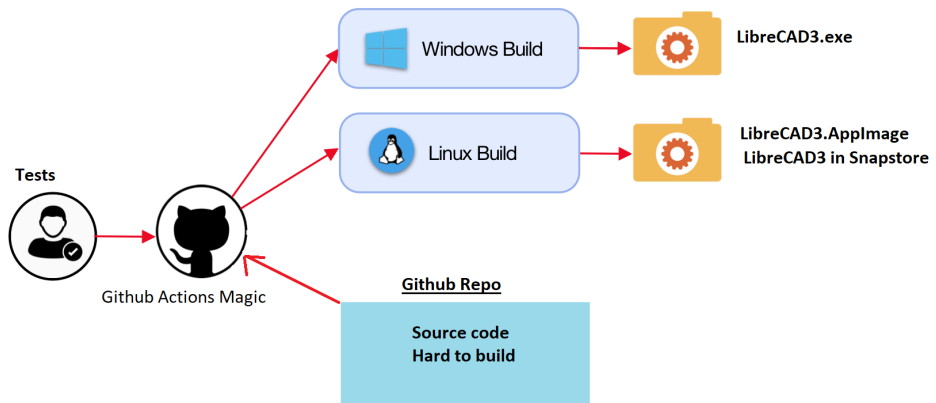 Windows Build
LibreCAD3.exe
Linux Build
LibreCAD3.AppImage
LibreCAD3 in Snapstore
Tests
Github Actions Magic
Github Repo
Source code
Hard to build